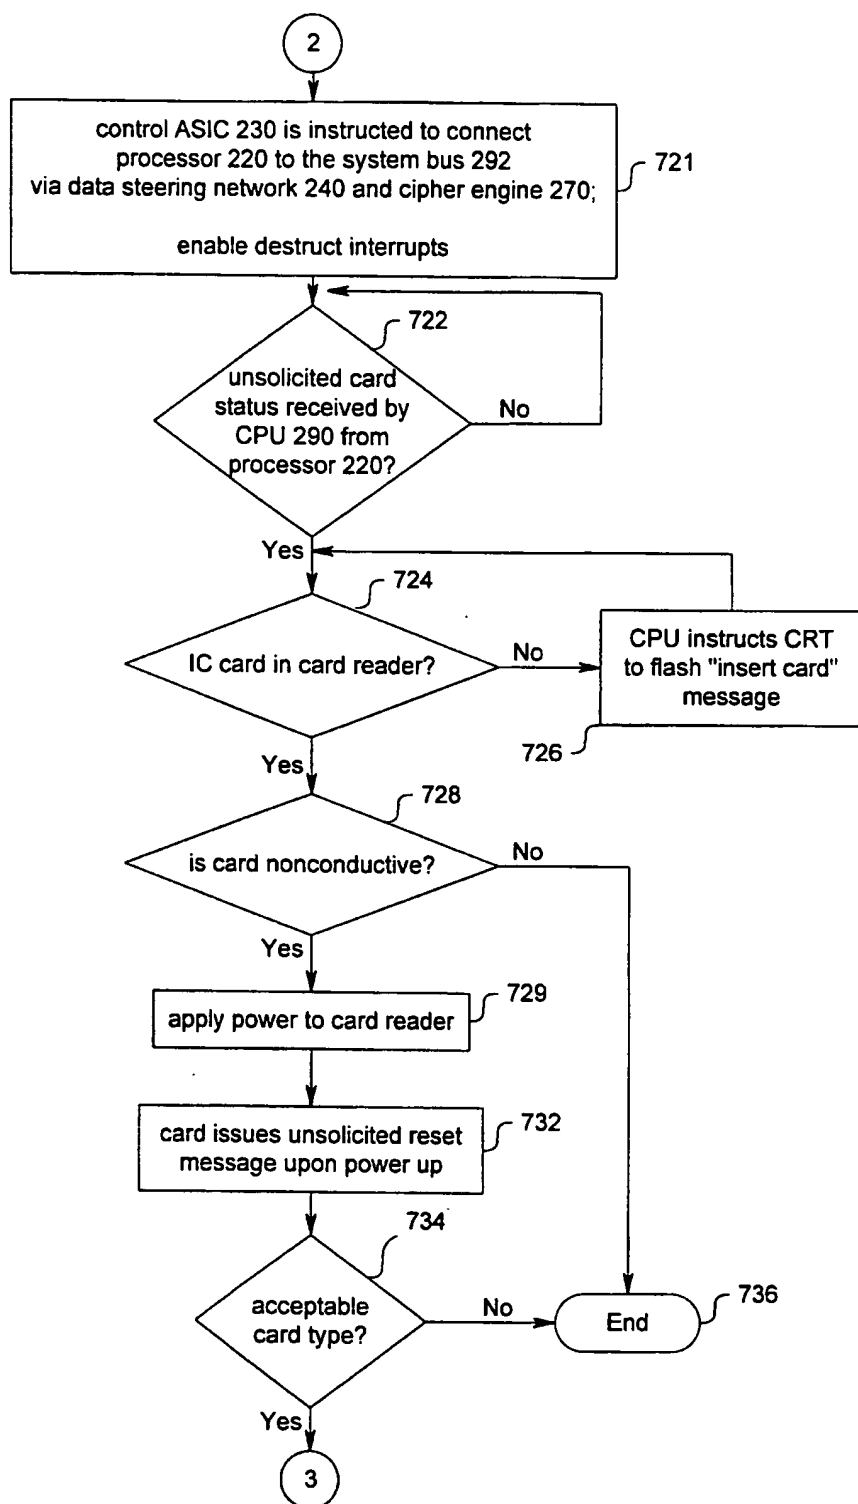 2
control ASIC 230 is instructed to connect
processor 220 to the system bus 292
via data steering network 240 and cipher engine 270;
enable destruct interrupts
721
722
unsolicited card
status received by
CPU 290 from
processor 220?
No
Yes
724
IC card in card reader?
No
CPU instructs CRT
to flash "insert card"
message
726
Yes
728
is card nonconductive?
No
Yes
729
apply power to card reader
card issues unsolicited reset
message upon power up
732
734
acceptable
card type?
No
End
736
Yes
3